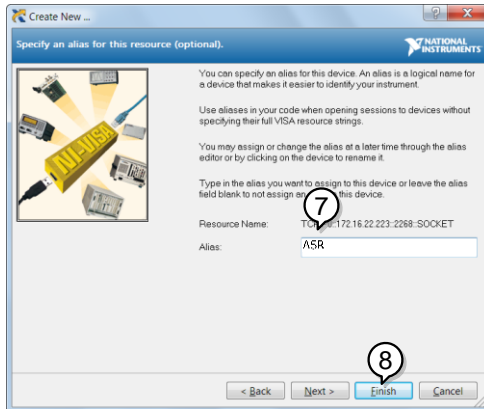 Create New ...
Specify an alias for this resource (optional).
NATIONAL
INSTRUMENTS
NI-VISA
You can specify an alias for this device. An alias is a logical name for
a device that makes it easier to identify your instrument.
Use aliases in your code when opening sessions to devices without
specifying their full VISA resource strings.
You may assign or change the alias at a later time through the alias
editor or by clicking on the device to rename it.
Type in the alias you want to assign to this device or leave the alias
field blank to not assign an this device.
7
Resource Name: 172.16.22.223::2268::SOCKET
Alias: ASR
8
< Back Next > Finish Cancel